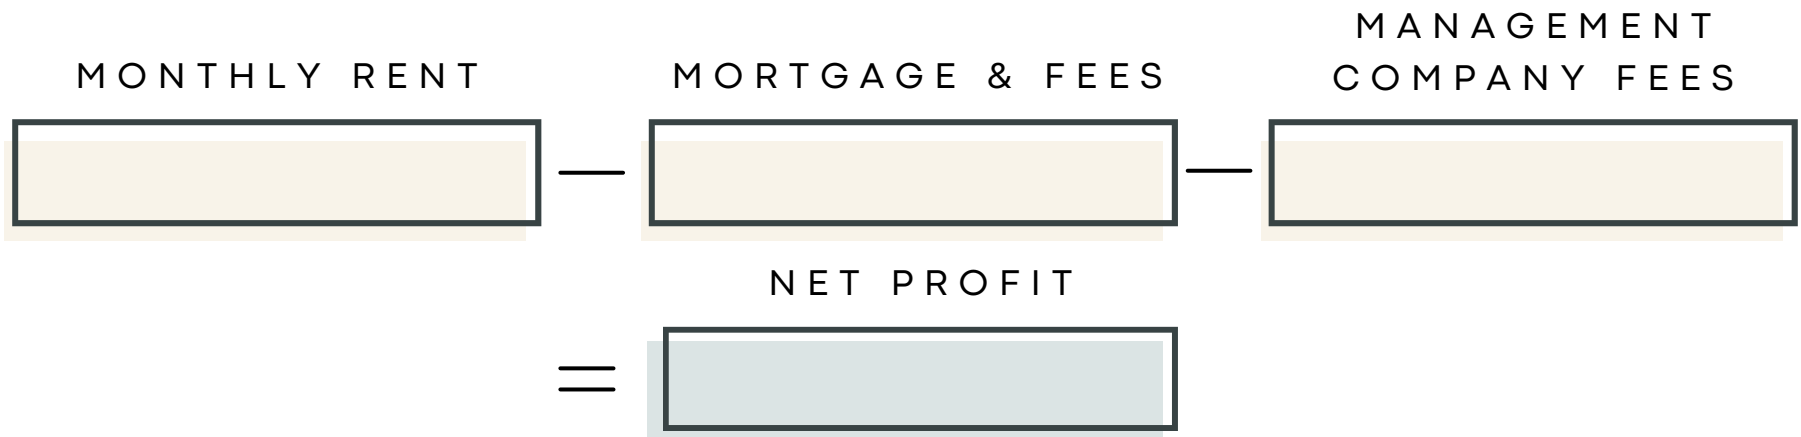 MONTHLY RENT
MORTGAGE & FEES
MANAGEMENT
COMPANY FEES
—
—
NET PROFIT
=